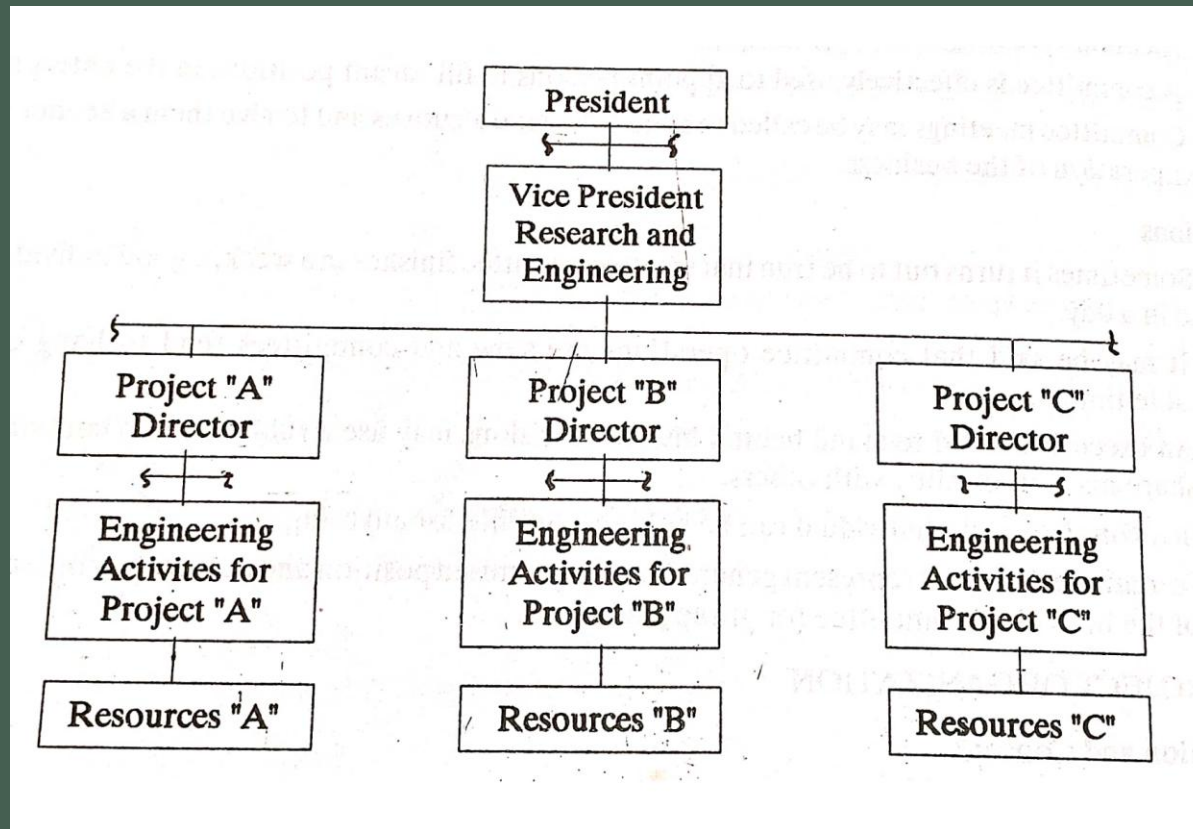 President
Vice President
Research and
Engineering
Project "A"
Director
Project "B"
Director
Project "C"
Director
Engineering
Activites for
Project "A"
Engineering
Activities for
Project "B"
Engineering
Activities for
Project "C"
Resources "A"
Resources "B"
Resources "C"